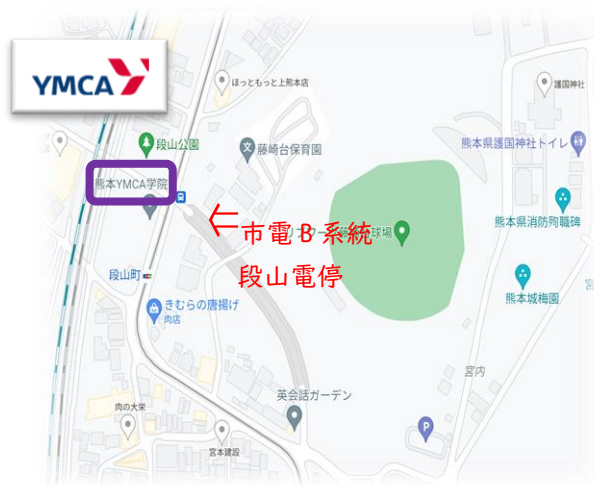 YMCA
ほっともっと上熊本店
護国神社
段山公園
藤崎台保育園
熊本県護国神社トイレ
熊本YMCA学院
市電B系統
球場
熊本県消防殉職碑
段山電停
段山町
熊本城梅園
きむらの唐揚げ
肉店
宮内
英会話ガーデン
肉の大栄
P
宮本建設